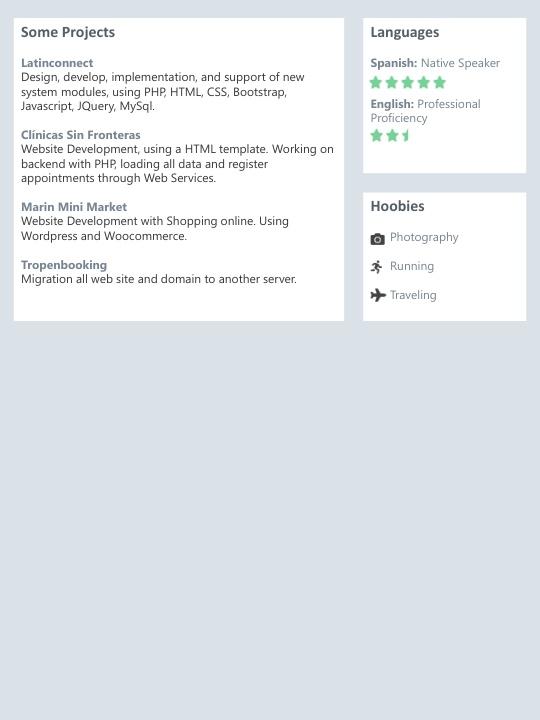 Some Projects
Latinconnect
Design, develop, implementation, and support of new
system modules, using PHP, HTML, CSS, Bootstrap,
Javascript, JQuery, MySql.
Clínicas Sin Fronteras
Website Development, using a HTML template. Working on
backend with PHP, loading all data and register
appointments through Web Services.
Marin Mini Market
Website Development with Shopping online. Using
Wordpress and Woocommerce.
Tropenbooking
Migration all web site and domain to another server.
Languages
Spanish: Native Speaker
English: Professional
Proficiency
Hoobies
Photography
Running
Traveling